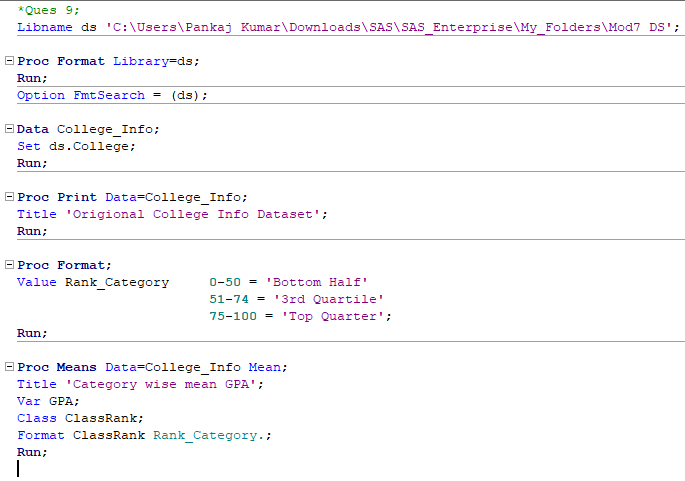 *Ques 9;
Libname ds 'C:\Users\Pankaj Kumar\Downloads\SAS\SAS_Enterprise\My_Folders\Mod7 DS';
Proc Format Library=ds;
Run;
Option FmtSearch = (ds);
Data College_Info;
Set ds.College;
Run;
Proc Print Data=College_Info;
Title 'Origional College Info Dataset';
Run;
Proc Format;
Value Rank_Category 0-50 = 'Bottom Half'
51-74 = '3rd Quartile'
75-100 = 'Top Quarter';
Run;
Proc Means Data=College_Info Mean;
Title 'Category wise mean GPA';
Var GPA;
Class ClassRank;
Format ClassRank Rank_Category.;
Run;